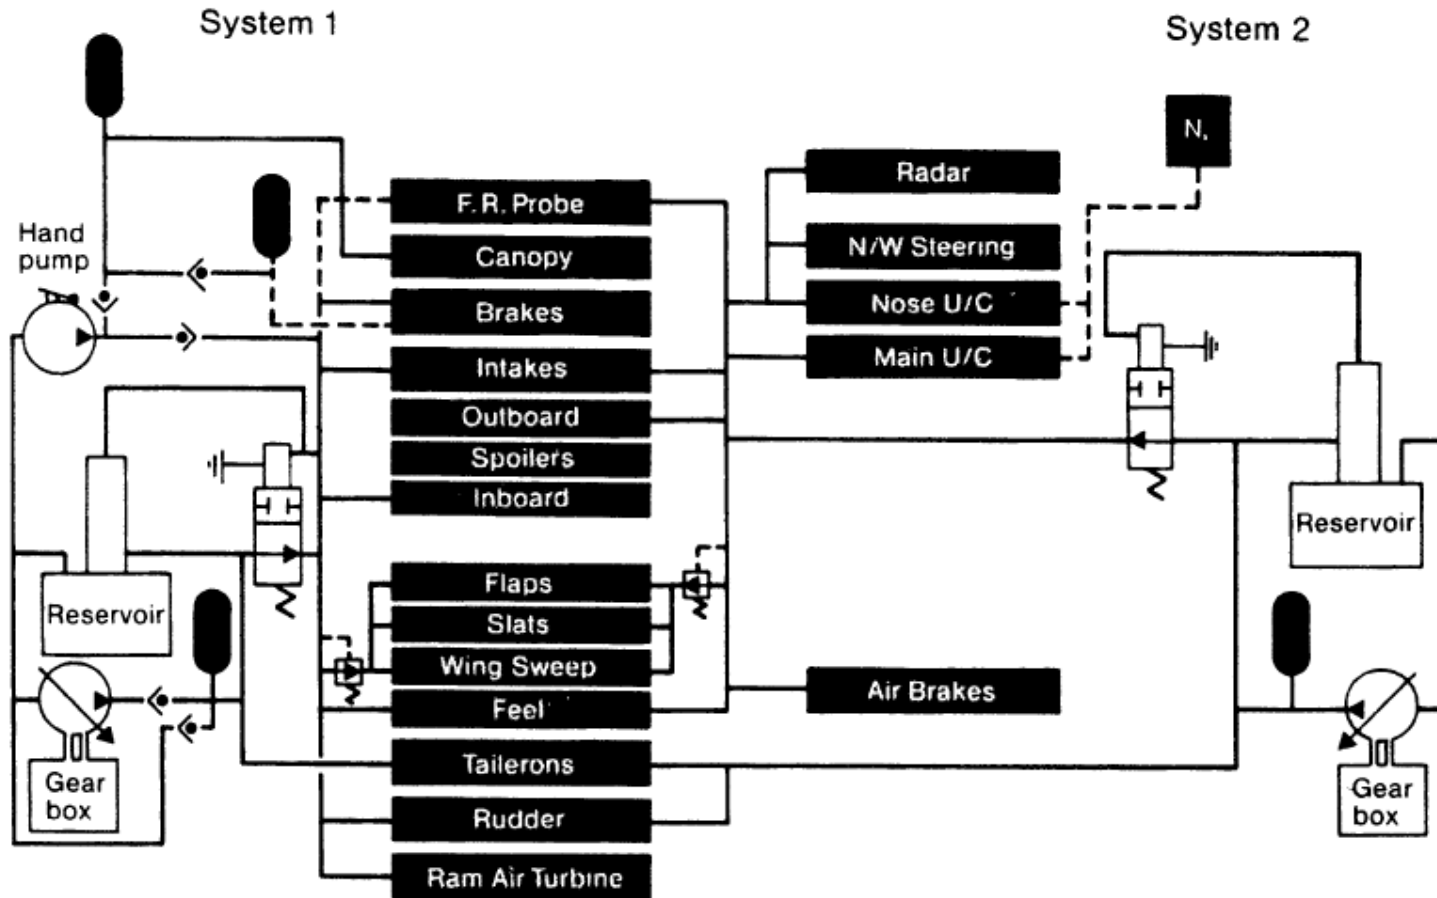 System 1
System 2
N.
Radar
F.R. Probe
N/W Steering
Hand
pump
Canopy
Nose U/C
Brakes
Main U/C
Intakes
Outboard
Spoilers
Inboard
Reservoir
Flaps
Reservoir
Slats
Wing Sweep
Air Brakes
Feel
Tailerons
Gear
box
Gear
box
Rudder
Ram Air Turbine